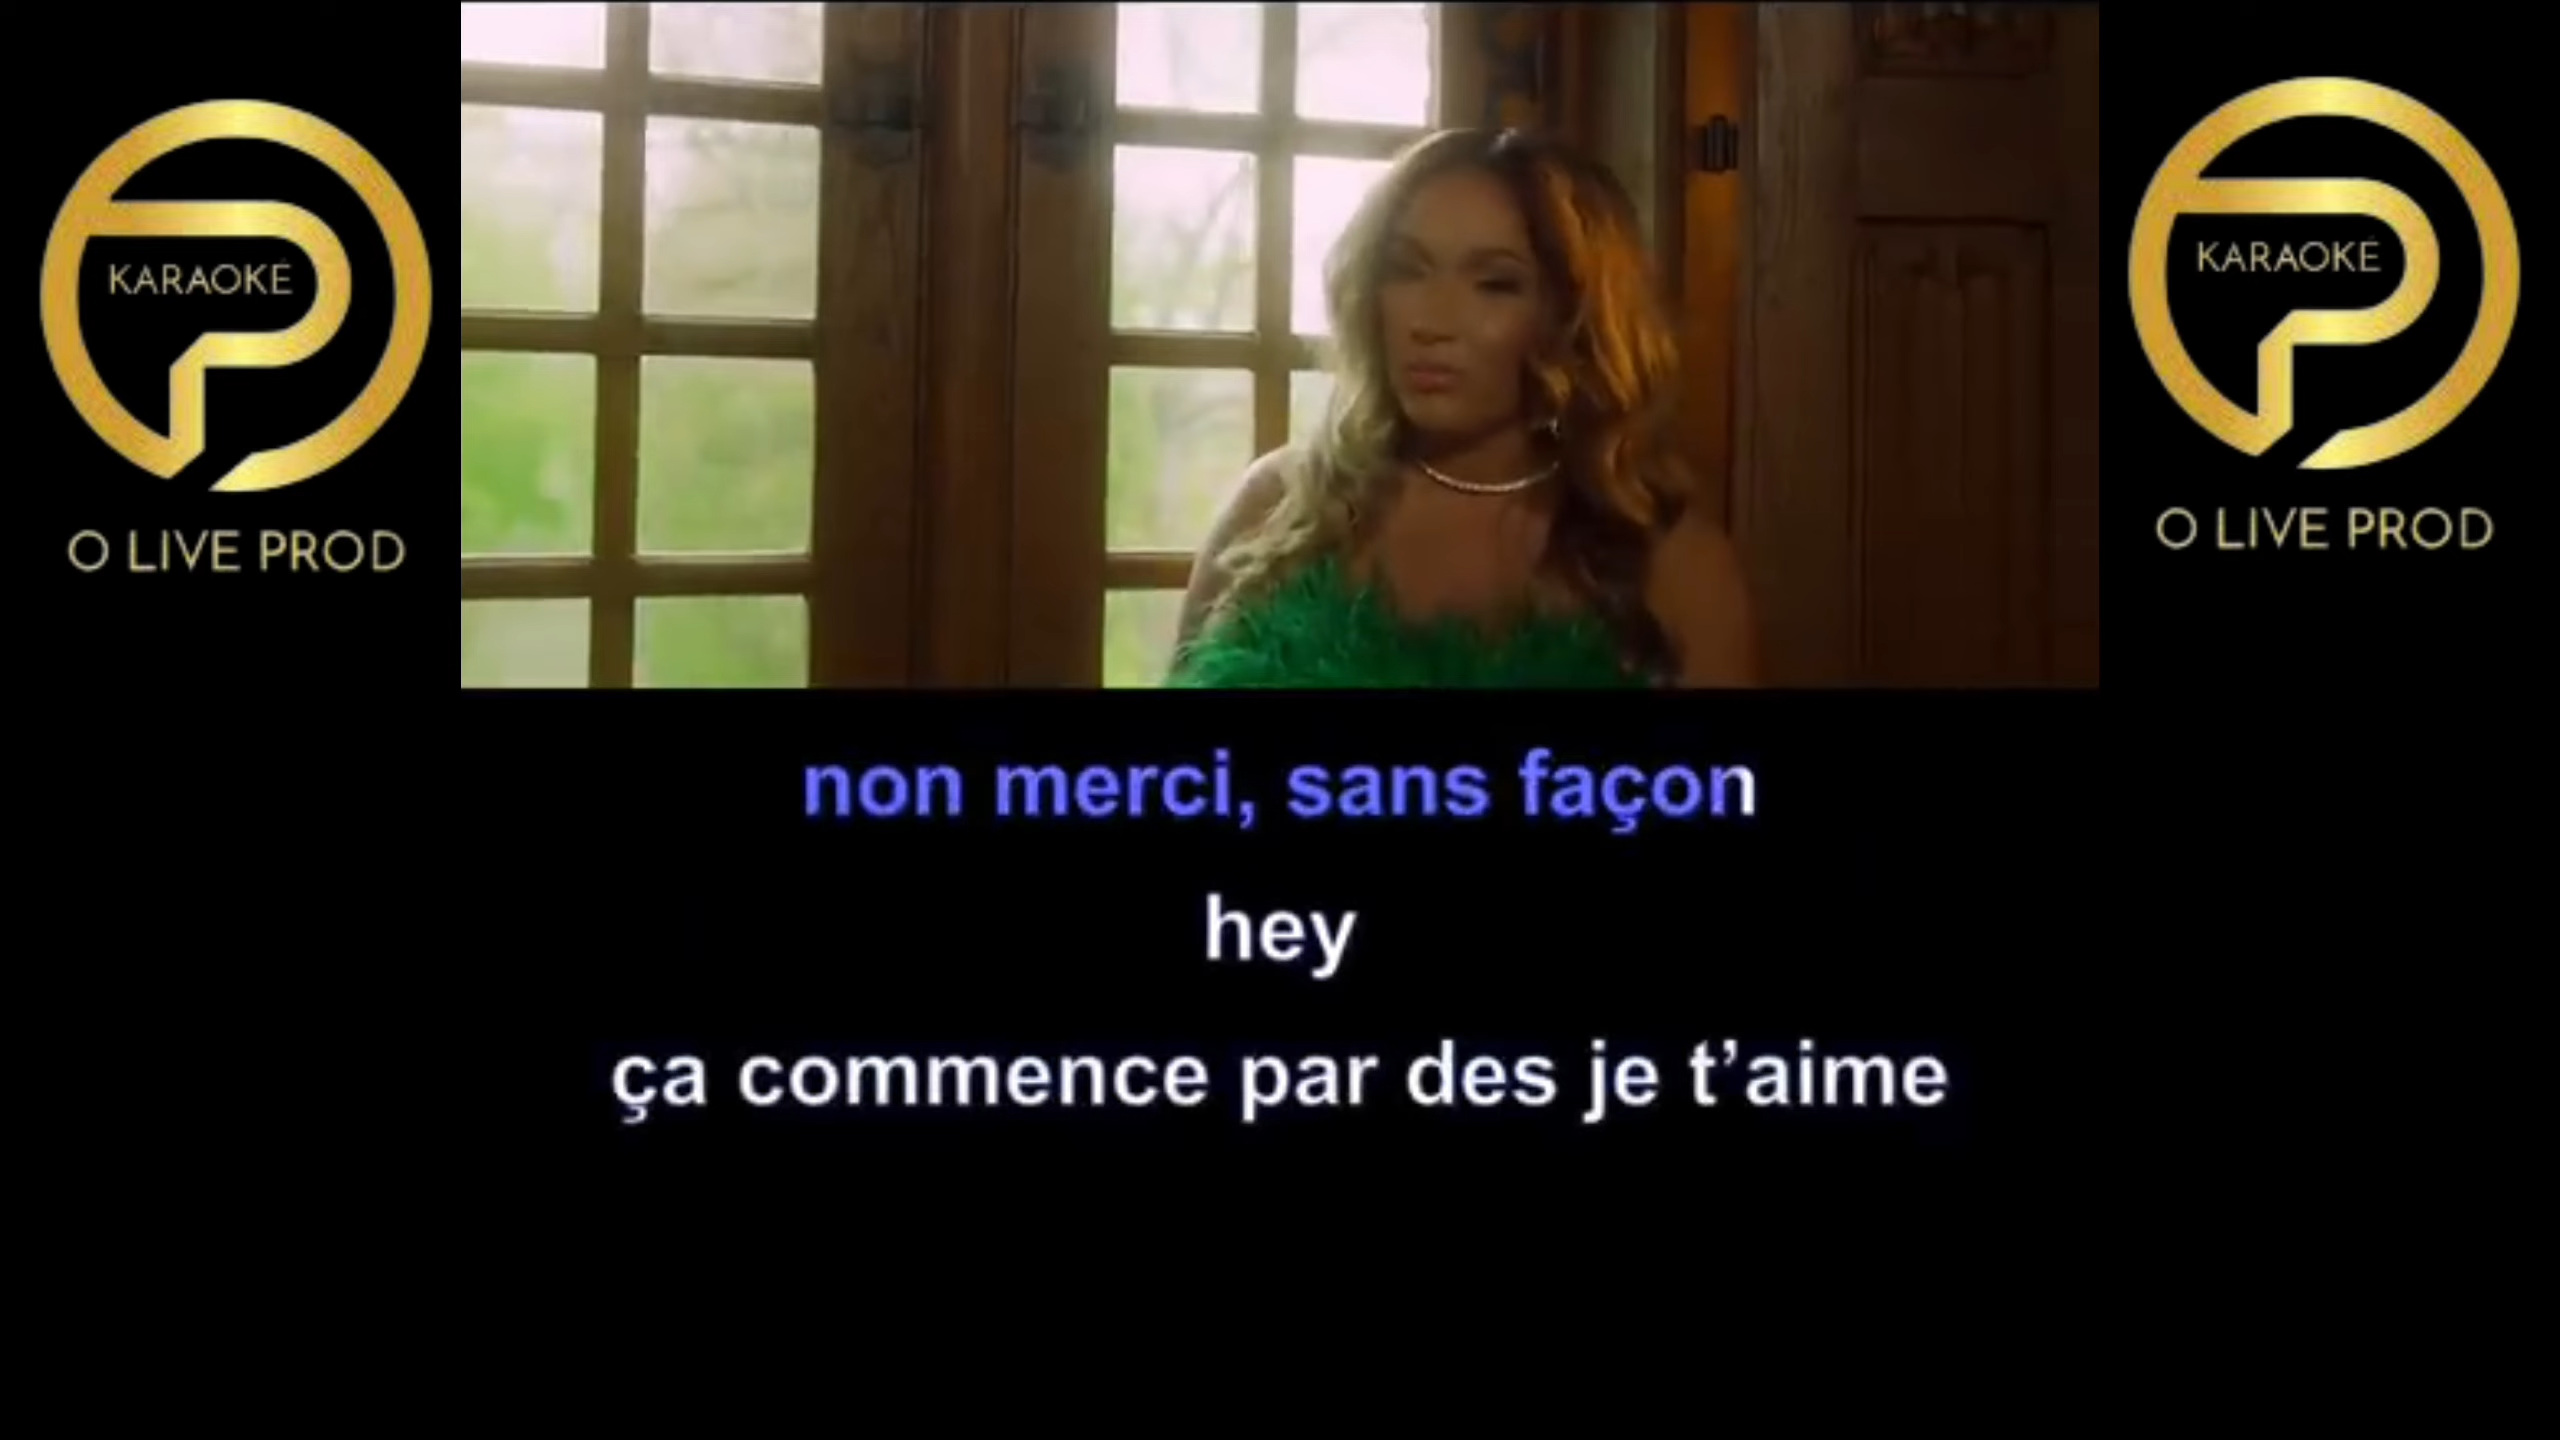 KARAOKÉ
O LIVE PROD
KARAOKÉ
O LIVE PROD
non merci, sans façon
hey
ça commence par des je t’aime